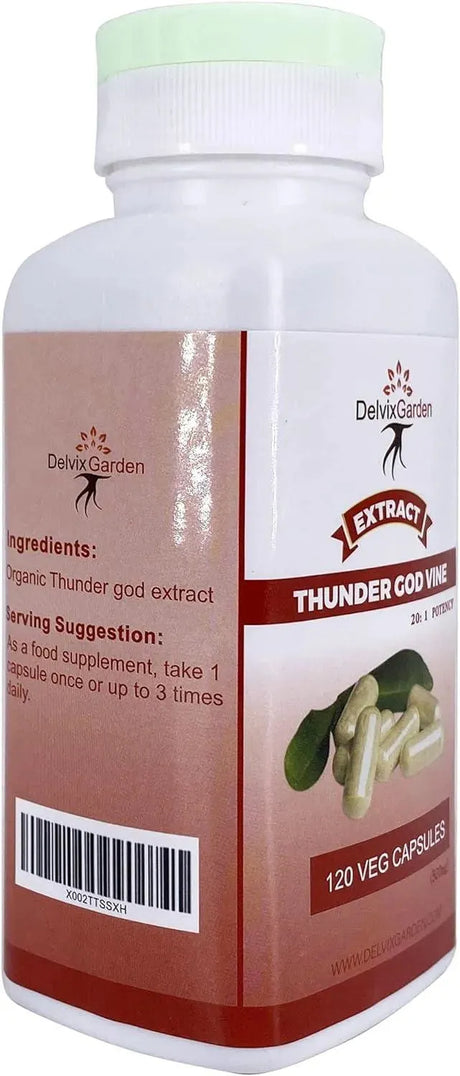 DelvixGarden
Ingredients:
Organic Thunder god extract
Serving Suggestion:
As a food supplement, take 1
capsule once or up to 3 times
daily.
X002TTSSXH
DelvixGarden
EXTRACT
THUNDER GOD VINE
20: 1 POTENCY
120 VEG CAPSULES
WWW.DELVIXGARDEN.COM